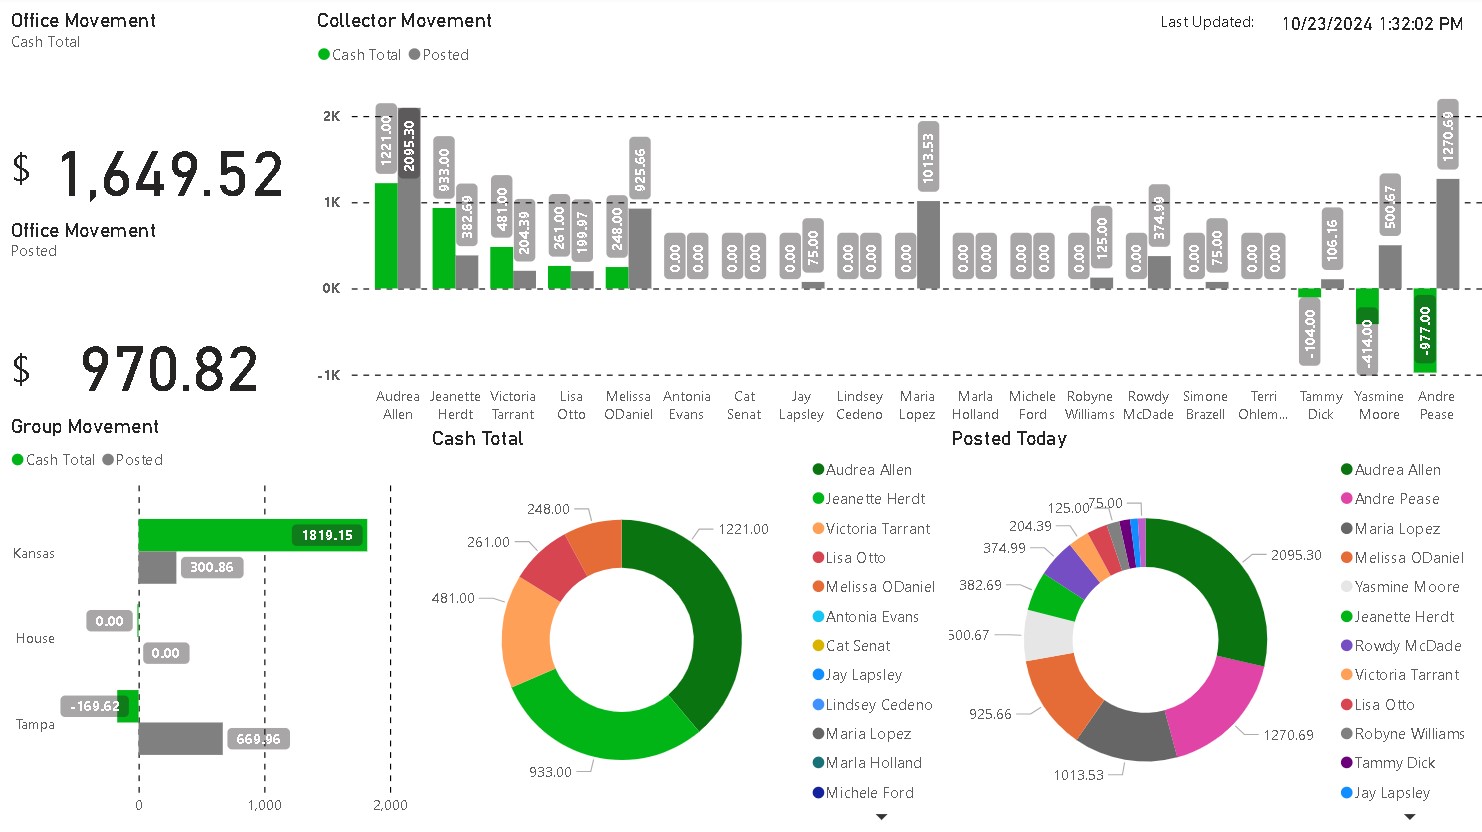 Office Movement
Cash Total
$ 1,649.52
Office Movement
Posted
$ 970.82
Collector Movement
Last Updated: 10/23/2024 1:32:02 PM
Cash Total Posted
2K
1K
0K
-1K
1221.00 2095.30 933.00 382.69 481.00 204.39 261.00 199.97 248.00 925.66 0.00 0.00 0.00 0.00 0.00 75.00 0.00 0.00 0.00 1013.53 0.00 0.00 0.00 0.00 0.00 125.00 0.00 374.99 0.00 75.00 0.00 0.00 -104.00 106.16 -414.00 500.67 -977.00 1270.69
Audrea Jeanette Victoria Lisa Melissa Antonia Cat Jay Lindsey Maria Marla Michele Robyne Rowdy Simone Terri Tammy Yasmine Andre
Allen Herdt Tarrant Otto ODaniel Evans Senat Lapsley Cedeno Lopez Holland Ford Williams McDade Brazell Ohlem... Dick Moore Pease
Group Movement
Cash Total Posted
Kansas
1819.15
300.86
House
0.00
0.00
Tampa
-169.62
669.96
0 1,000 2,000
Cash Total
248.00
1221.00
261.00
481.00
933.00
Audrea Allen
Jeanette Herdt
Victoria Tarrant
Lisa Otto
Melissa ODaniel
Antonia Evans
Cat Senat
Jay Lapsley
Lindsey Cedeno
Maria Lopez
Marla Holland
Michele Ford
Posted Today
125.00 75.00
204.39
374.99
2095.30
382.69
500.67
925.66
1270.69
1013.53
Audrea Allen
Andre Pease
Maria Lopez
Melissa ODaniel
Yasmine Moore
Jeanette Herdt
Rowdy McDade
Victoria Tarrant
Lisa Otto
Robyne Williams
Tammy Dick
Jay Lapsley